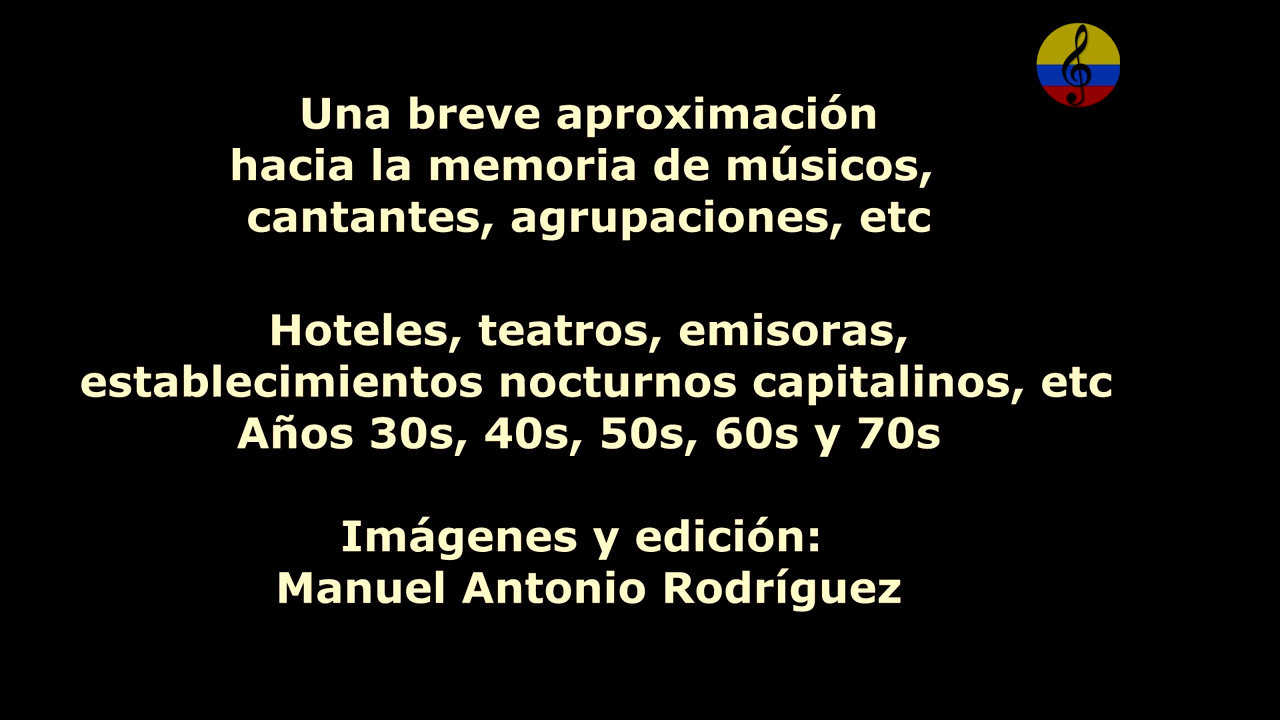 Una breve aproximación
hacia la memoria de músicos,
cantantes, agrupaciones, etc
Hoteles, teatros, emisoras,
establecimientos nocturnos capitalinos, etc
Años 30s, 40s, 50s, 60s y 70s
Imágenes y edición:
Manuel Antonio Rodríguez